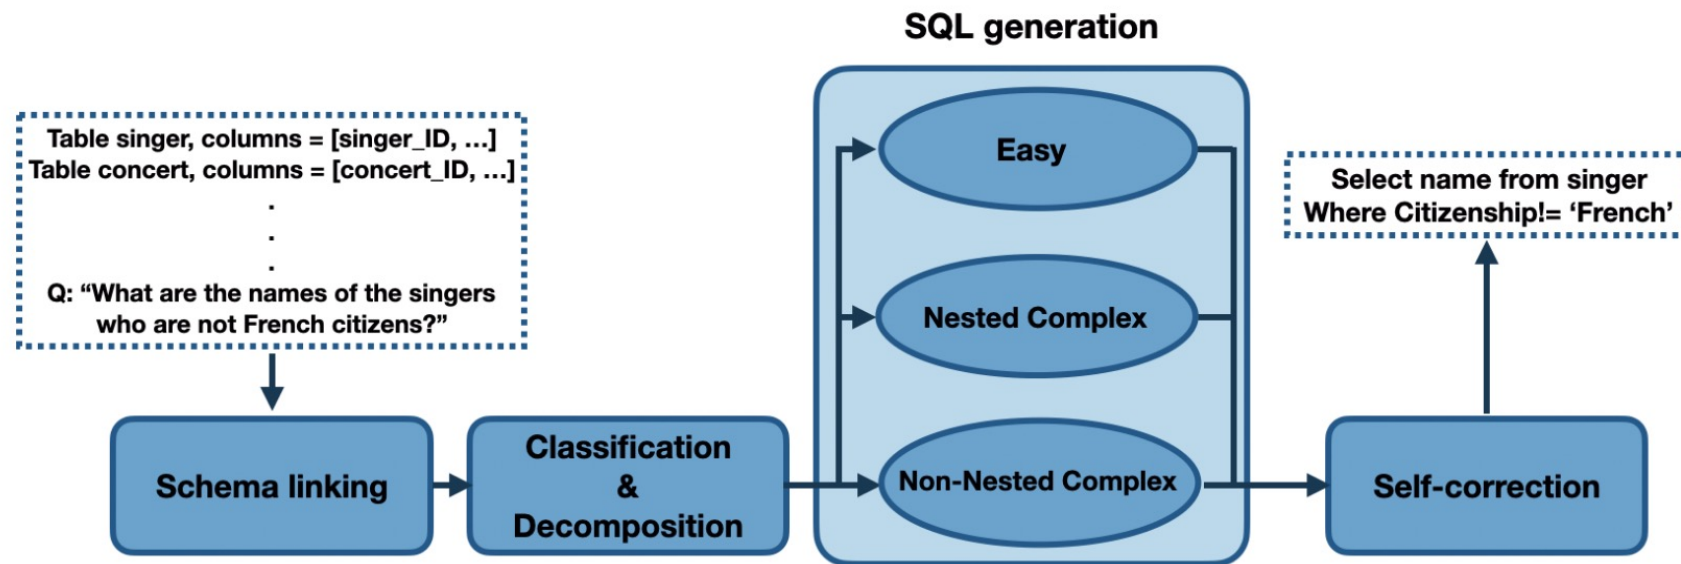 SQL generation
Table singer, columns = [singer_ID, ...]
Table concert, columns = [concert_ID, ...]
.
.
.
Q: “What are the names of the singers
who are not French citizens?”
Schema linking
Classification
&
Decomposition
Easy
Nested Complex
Non-Nested Complex
Self-correction
Select name from singer
Where Citizenship!= ‘French’